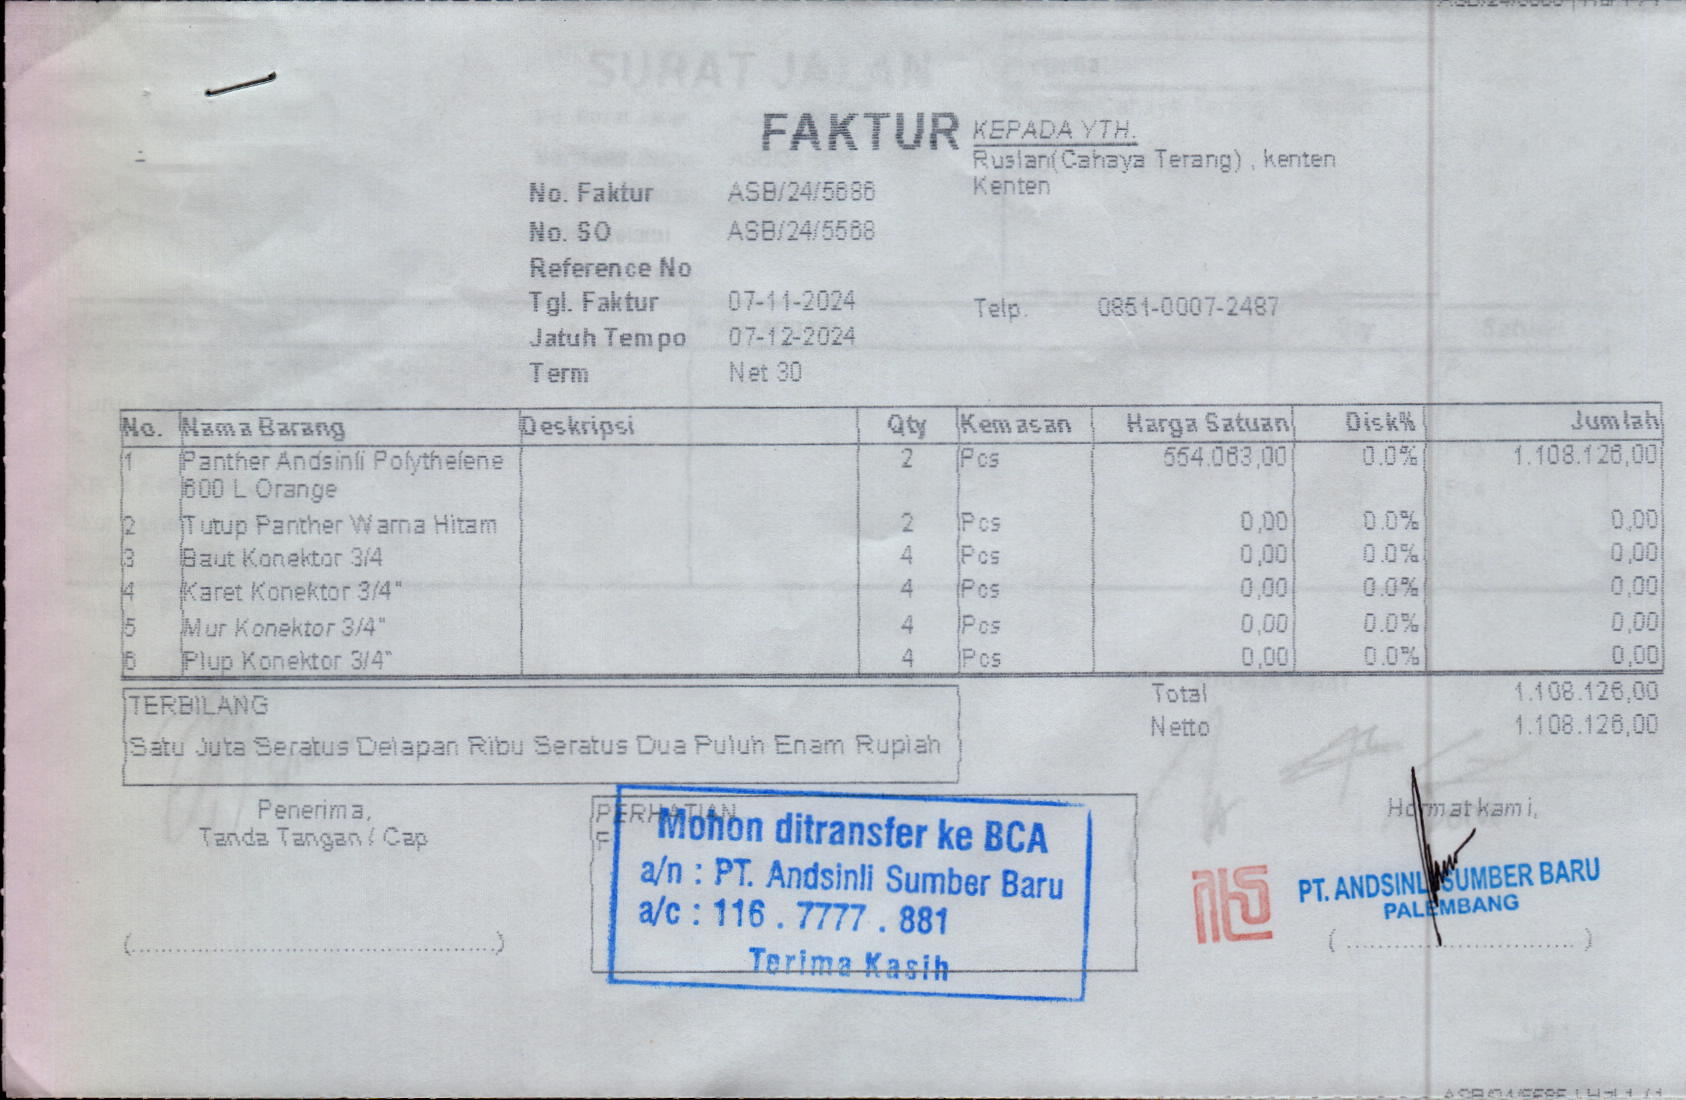 SURAT JALAN
FAKTUR
KEPADA YTH.
Ruslan(Cahaya Terang) , kenten
Kenten
No. Faktur ASB/24/5686
No. SO ASB/24/5568
Reference No
Tgl. Faktur 07-11-2024
Telp. 0851-0007-2487
Jatuh Tempo 07-12-2024
Term Net 30
No. Nama Barang Deskripsi Qty Kemasan Harga Satuan Disk% Jumlah
1 Panther Andsinli Polythelene 2 Pcs 554.063,00 0.0% 1.108.126,00
600 L Orange
2 Tutup Panther Warna Hitam 2 Pcs 0,00 0.0% 0,00
3 Baut Konektor 3/4 4 Pcs 0,00 0.0% 0,00
4 Karet Konektor 3/4" 4 Pcs 0,00 0.0% 0,00
5 Mur Konektor 3/4" 4 Pcs 0,00 0.0% 0,00
6 Plup Konektor 3/4" 4 Pcs 0,00 0.0% 0,00
TERBILANG
Satu Juta Seratus Delapan Ribu Seratus Dua Puluh Enam Rupiah
Total 1.108.126,00
Netto 1.108.126,00
Penerima,
Tanda Tangan / Cap
(........................................)
PERHATIAN
Mohon ditransfer ke BCA
a/n : PT. Andsinli Sumber Baru
a/c : 116 . 7777 . 881
Terima Kasih
Hormat kami,
PT. ANDSINLI SUMBER BARU
PALEMBANG
( ............................ )